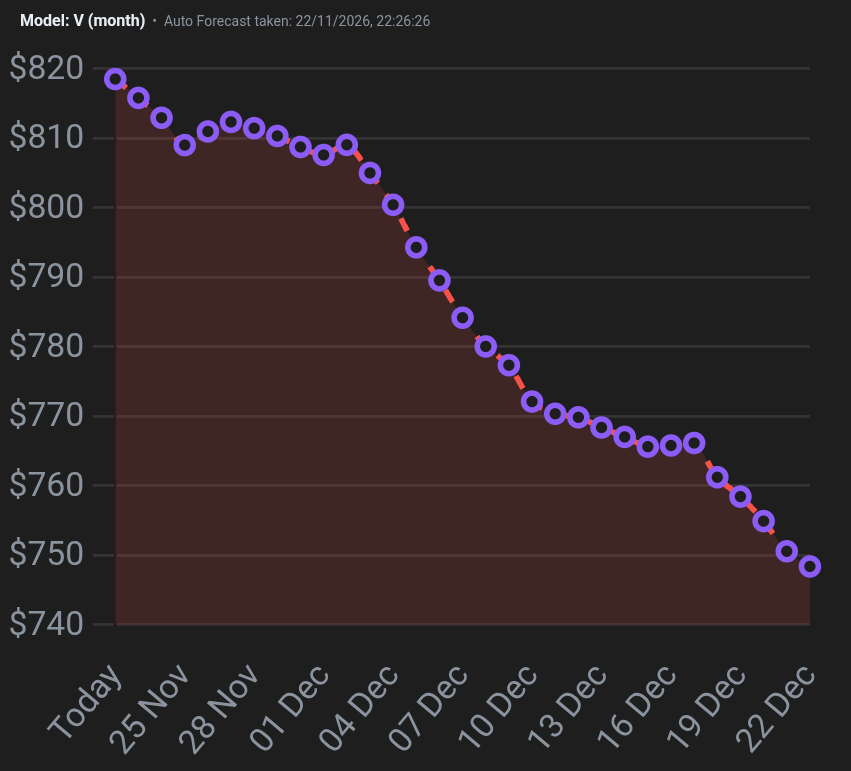 Model: V (month) • Auto Forecast taken: 22/11/2026, 22:26:26
$820
$810
$800
$790
$780
$770
$760
$750
$740
Today
25 Nov
28 Nov
01 Dec
04 Dec
07 Dec
10 Dec
13 Dec
16 Dec
19 Dec
22 Dec